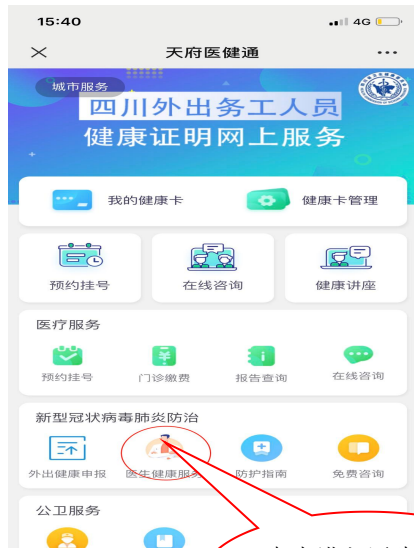 15:40
4G
天府医健通
城市服务
四川外出务工人员
健康证明网上服务
我的健康卡
健康卡管理
预约挂号
在线咨询
健康讲座
医疗服务
预约挂号
门诊缴费
报告查询
在线咨询
新型冠状病毒肺炎防治
外出健康申报
医生健康服务
防护指南
免费咨询
公卫服务